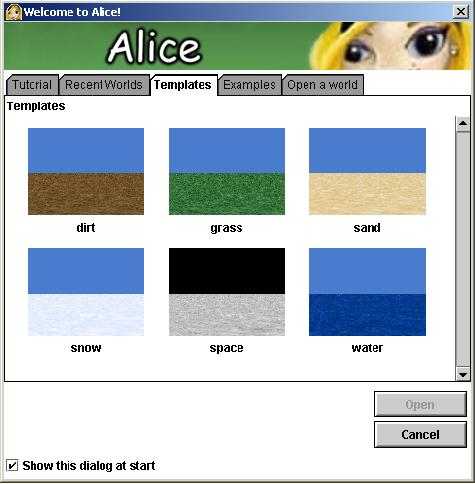 Welcome to Alice!
Alice
Tutorial Recent Worlds Templates Examples Open a world
Templates
dirt grass sand
snow space water
Open
Cancel
Show this dialog at start